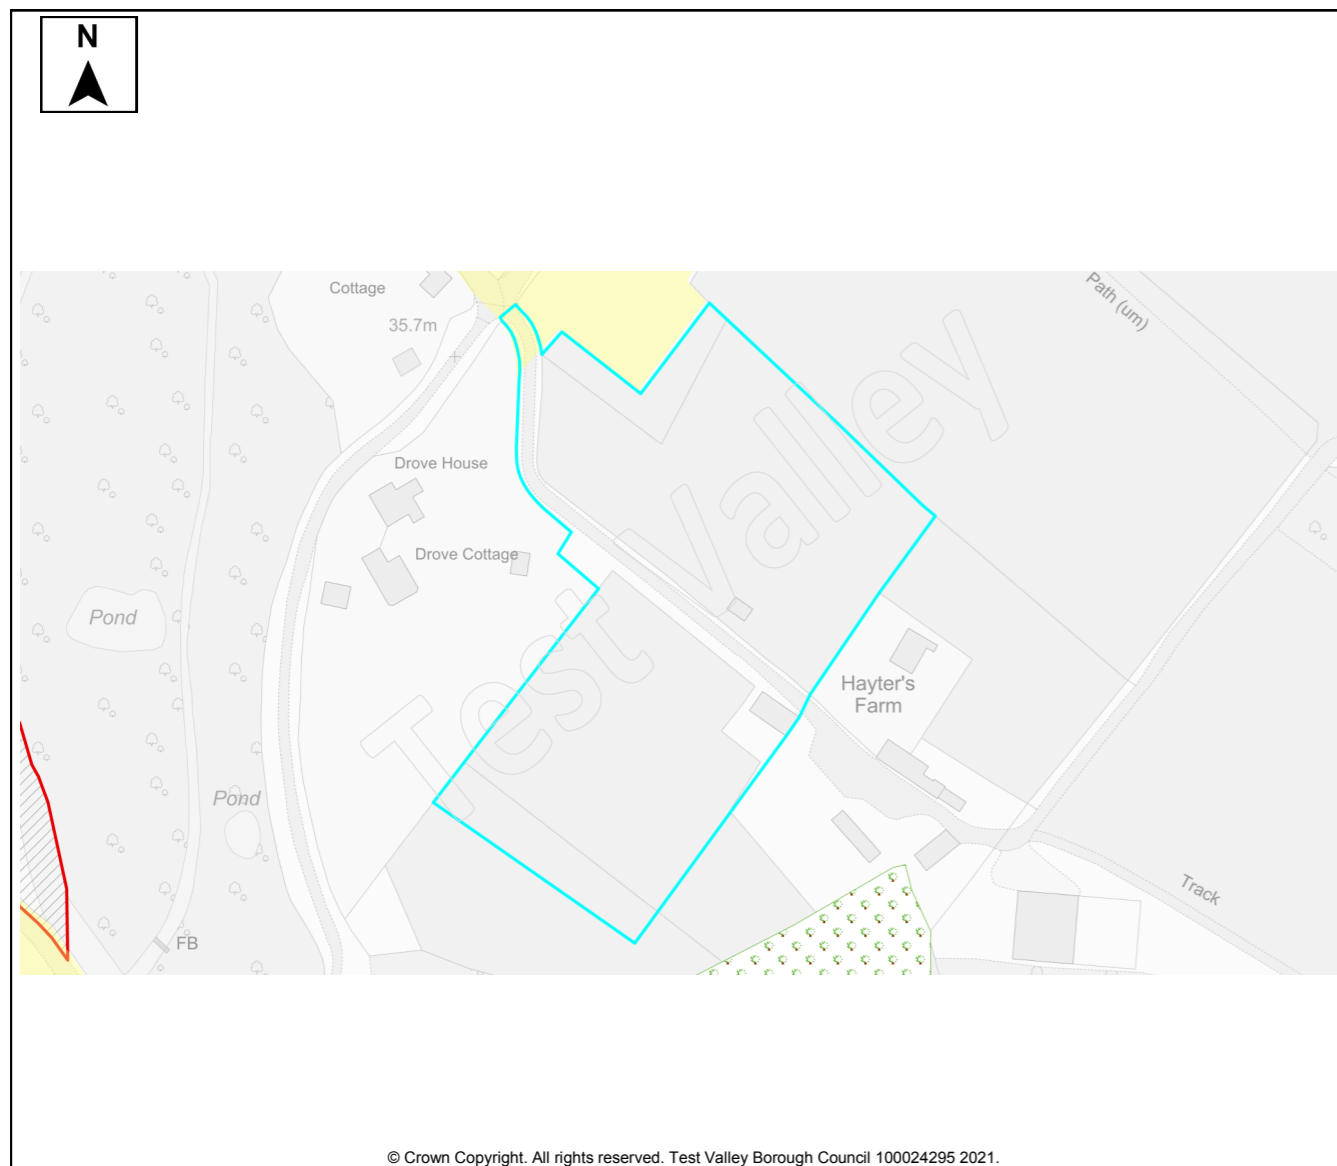 N
Path (um)
Cottage
35.7m
Test Valley
Drove House
Drove Cottage
Pond
Hayter's
Farm
Pond
Track
FB
© Crown Copyright. All rights reserved. Test Valley Borough Council 100024295 2021.